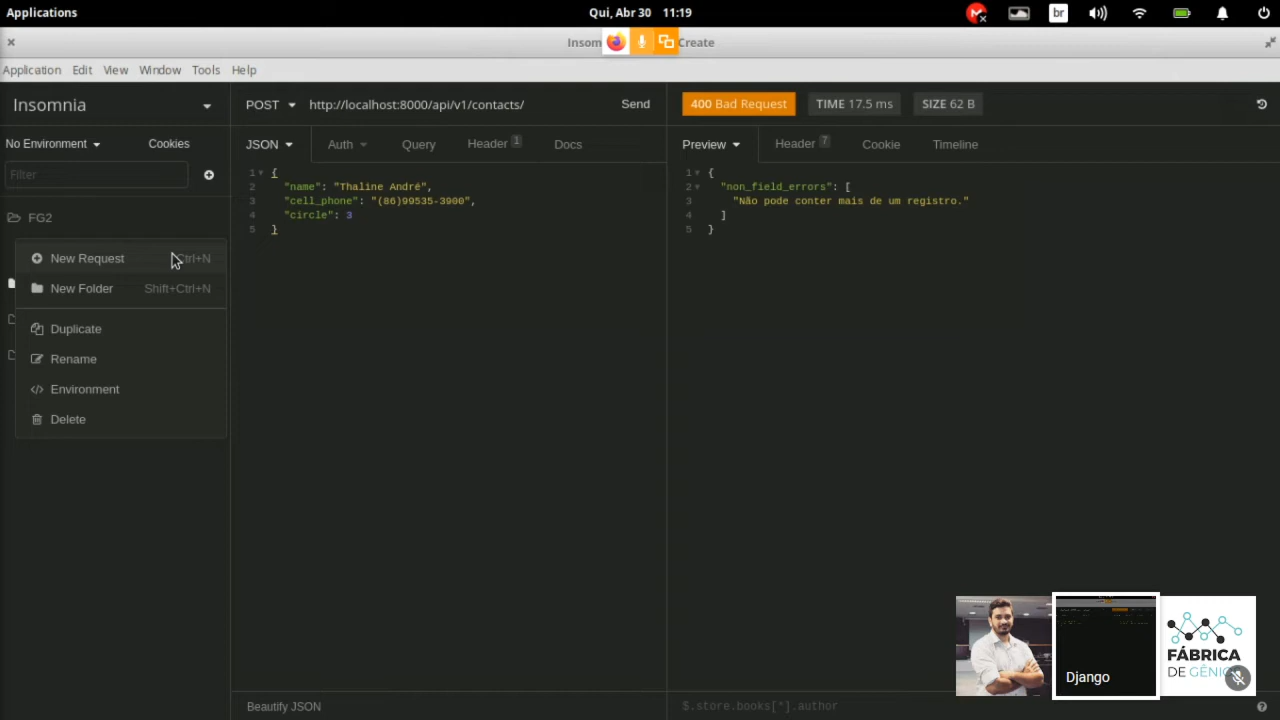 Applications
Qui, Abr 30 11:19
br
Insom
Create
Application Edit View Window Tools Help
Insomnia
POST http://localhost:8000/api/v1/contacts/ Send
400 Bad Request TIME 17.5 ms SIZE 62 B
No Environment Cookies
JSON Auth Query Header 1 Docs
Preview Header 7 Cookie Timeline
Filter
FG2
New Request Ctrl+N
New Folder Shift+Ctrl+N
Duplicate
Rename
Environment
Delete
1 {
2 "name": "Thaline André",
3 "cell_phone": "(86)99535-3900",
4 "circle": 3
5 }
1 {
2 "non_field_errors": [
3 "Não pode conter mais de um registro."
4 ]
5 }
Django
FÁBRICA
DE
Beautify JSON
$.store.books[*].author